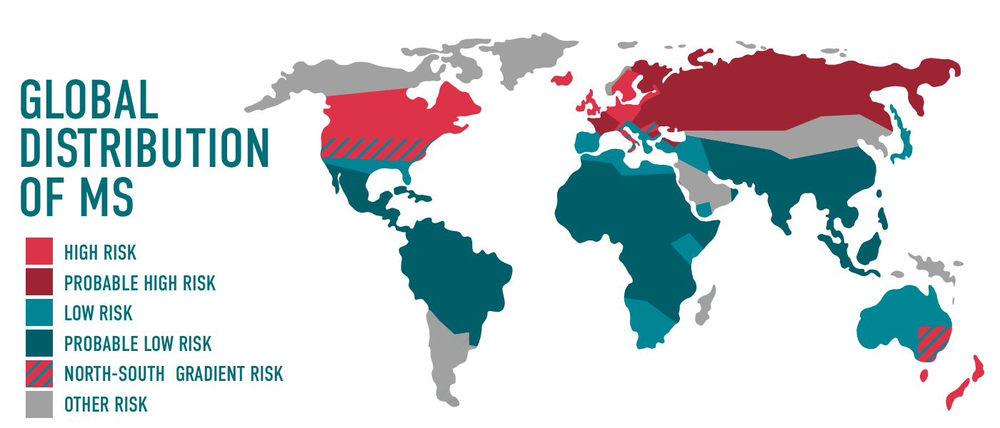 GLOBAL
DISTRIBUTION
OF MS
HIGH RISK
PROBABLE HIGH RISK
LOW RISK
PROBABLE LOW RISK
NORTH-SOUTH GRADIENT RISK
OTHER RISK